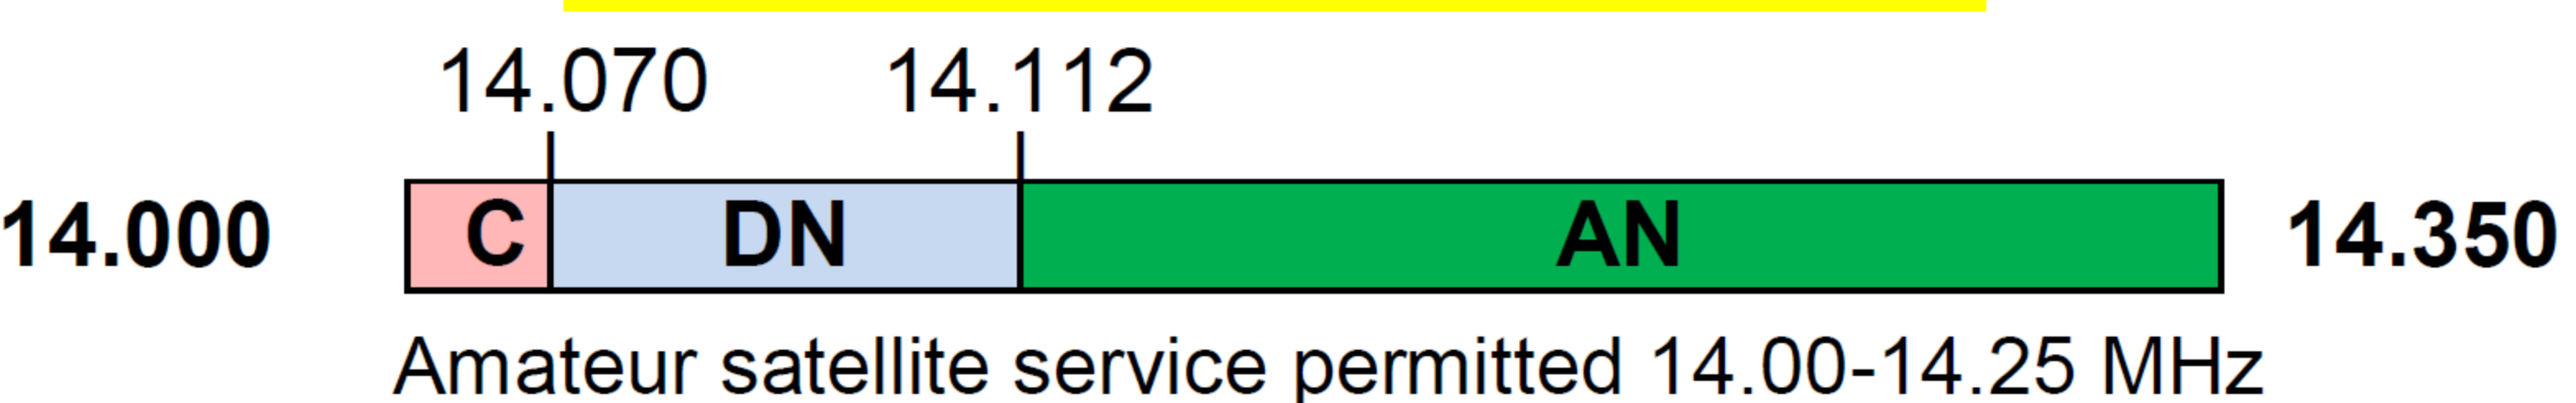 14.070 14.112
14.000 C DN AN 14.350
Amateur satellite service permitted 14.00-14.25 MHz